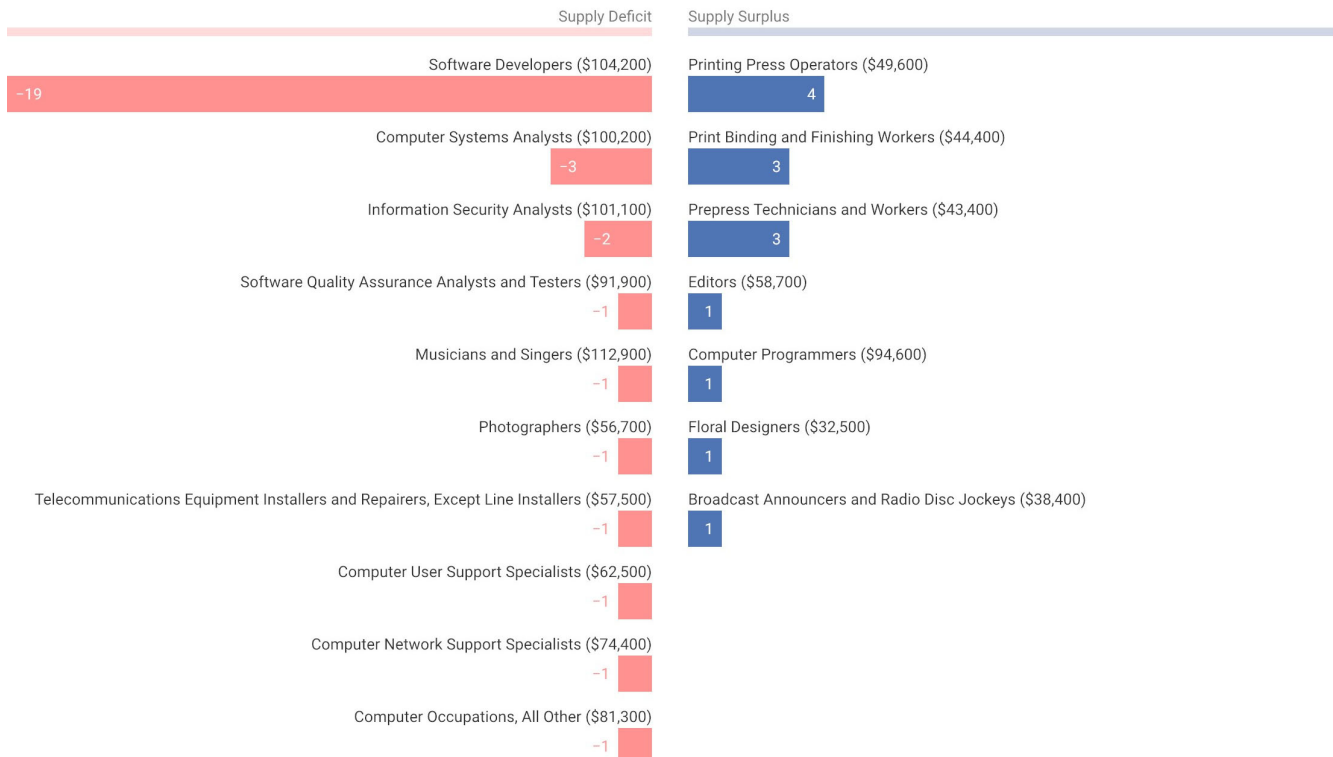 Supply Deficit
Supply Surplus
Software Developers ($104,200)
−19
Printing Press Operators ($49,600)
4
Computer Systems Analysts ($100,200)
−3
Print Binding and Finishing Workers ($44,400)
3
Information Security Analysts ($101,100)
−2
Prepress Technicians and Workers ($43,400)
3
Software Quality Assurance Analysts and Testers ($91,900)
−1
Editors ($58,700)
1
Musicians and Singers ($112,900)
−1
Computer Programmers ($94,600)
1
Photographers ($56,700)
−1
Floral Designers ($32,500)
1
Telecommunications Equipment Installers and Repairers, Except Line Installers ($57,500)
−1
Broadcast Announcers and Radio Disc Jockeys ($38,400)
1
Computer User Support Specialists ($62,500)
−1
Computer Network Support Specialists ($74,400)
−1
Computer Occupations, All Other ($81,300)
−1